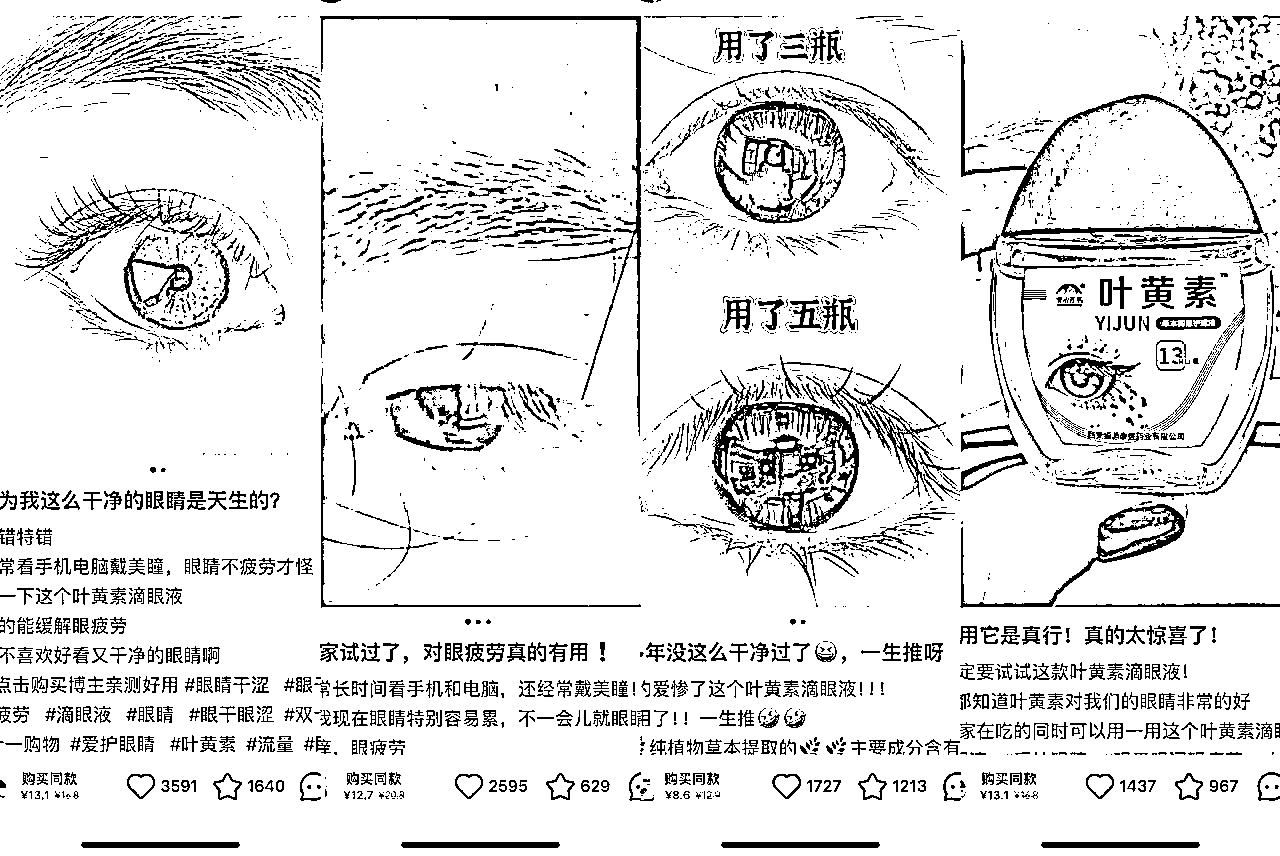 为我这么干净的眼睛是天生的?
错特错
常看手机电脑戴美瞳，眼睛不疲劳才怪
一下这个叶黄素滴眼液
的能缓解眼疲劳
不喜欢好看又干净的眼睛啊
点击购买博主亲测好用 #眼睛干涩 #眼
疲劳 #滴眼液 #眼睛 #眼干眼涩 #双
一购物 #爱护眼睛 #叶黄素 #流量
购买同款
¥13.1 ¥16.8
3591
1640
家试过了，对眼疲劳真的有用！
常长时间看手机和电脑，还经常戴美瞳!
现在眼睛特别容易累，不一会儿就眼
眼疲劳
购买同款
¥12.7
2595
629
用了三瓶
用了五瓶
年没这么干净过了😆，一生推呀
的爱惨了这个叶黄素滴眼液!!!
用了!! 一生推🥰🥰
纯植物草本提取的🌿🌿主要成分含有
购买同款
¥8.6 ¥12.9
1727
1213
叶黄素
YIJUN
13
用它是真行! 真的太惊喜了!
定要试试这款叶黄素滴眼液!
都知道叶黄素对我们的眼睛非常的好
家在吃的同时可以用一用这个叶黄素滴
购买同款
¥13.1 ¥16.8
1437
967